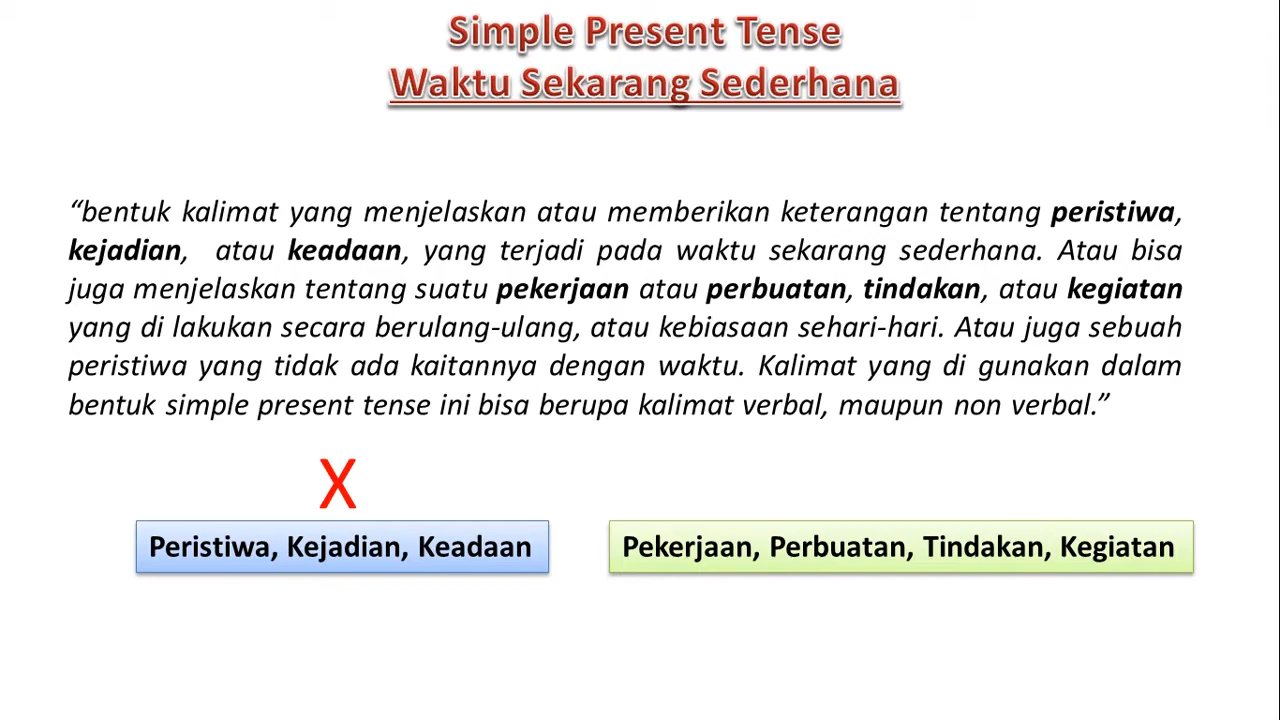 Simple Present Tense
Waktu Sekarang Sederhana
“bentuk kalimat yang menjelaskan atau memberikan keterangan tentang peristiwa,
kejadian, atau keadaan, yang terjadi pada waktu sekarang sederhana. Atau bisa
juga menjelaskan tentang suatu pekerjaan atau perbuatan, tindakan, atau kegiatan
yang di lakukan secara berulang-ulang, atau kebiasaan sehari-hari. Atau juga sebuah
peristiwa yang tidak ada kaitannya dengan waktu. Kalimat yang di gunakan dalam
bentuk simple present tense ini bisa berupa kalimat verbal, maupun non verbal.”
X
Peristiwa, Kejadian, Keadaan
Pekerjaan, Perbuatan, Tindakan, Kegiatan